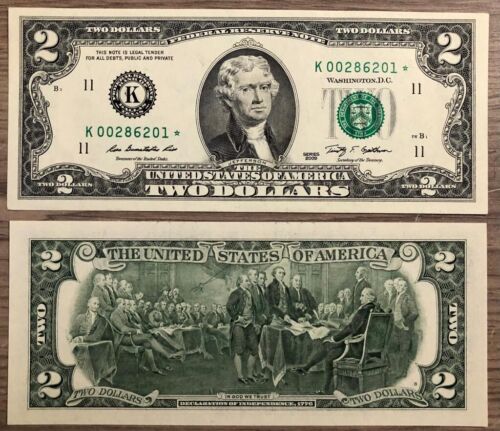 2 TWO DOLLARS TWO DOLLARS 2
FEDERAL RESERVE NOTE
THIS NOTE IS LEGAL TENDER
FOR ALL DEBTS, PUBLIC AND PRIVATE
K 00286201 *
WASHINGTON, D.C.
11 11
K
TWO
K 00286201 *
11 11
SERIES
2009
Treasurer of the United States.
Secretary of the Treasury.
JEFFERSON
THE
UNITED STATES OF AMERICA
2 TWO DOLLARS 2
THE UNITED STATES OF AMERICA
2 2
TWO TWO
2 TWO DOLLARS TWO DOLLARS 2
IN GOD WE TRUST
DECLARATION OF INDEPENDENCE, 1776